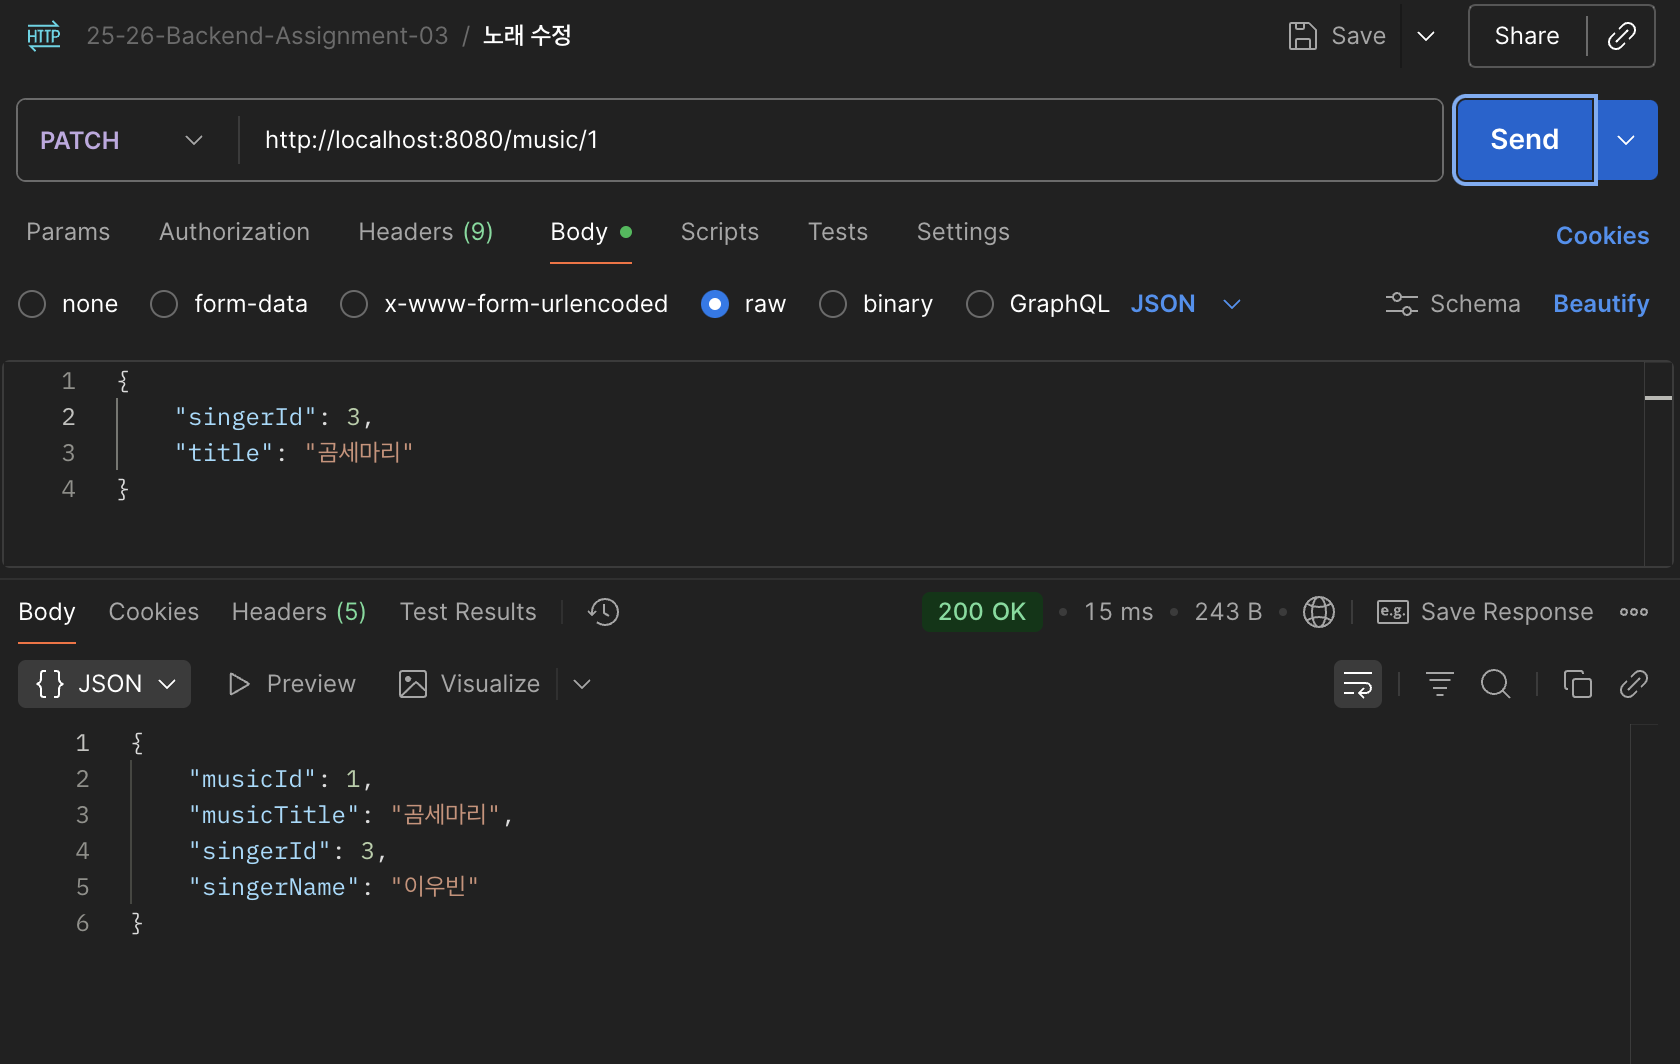 HTTP 25-26-Backend-Assignment-03 / 노래 수정 Save Share
PATCH http://localhost:8080/music/1 Send
Params Authorization Headers (9) Body Scripts Tests Settings Cookies
none form-data x-www-form-urlencoded raw binary GraphQL JSON Schema Beautify
1 {
2 "singerId": 3,
3 "title": "곰세마리"
4 }
Body Cookies Headers (5) Test Results 200 OK 15 ms 243 B e.g. Save Response
{} JSON Preview Visualize
1 {
2 "musicId": 1,
3 "musicTitle": "곰세마리",
4 "singerId": 3,
5 "singerName": "이우빈"
6 }